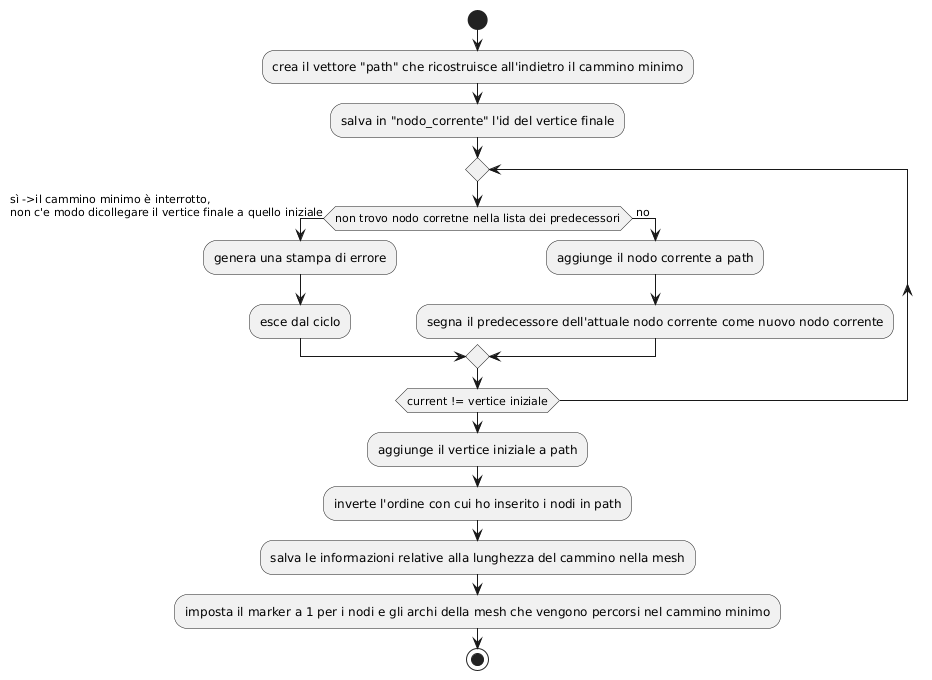 crea il vettore "path" che ricostruisce all'indietro il cammino minimo
salva in "nodo_corrente" l'id del vertice finale
sì ->il cammino minimo è interrotto,
non c'e modo dicollegare il vertice finale a quello iniziale
non trovo nodo corretne nella lista dei predecessori
no
genera una stampa di errore
aggiunge il nodo corrente a path
esce dal ciclo
segna il predecessore dell'attuale nodo corrente come nuovo nodo corrente
current != vertice iniziale
aggiunge il vertice iniziale a path
inverte l'ordine con cui ho inserito i nodi in path
salva le informazioni relative alla lunghezza del cammino nella mesh
imposta il marker a 1 per i nodi e gli archi della mesh che vengono percorsi nel cammino minimo